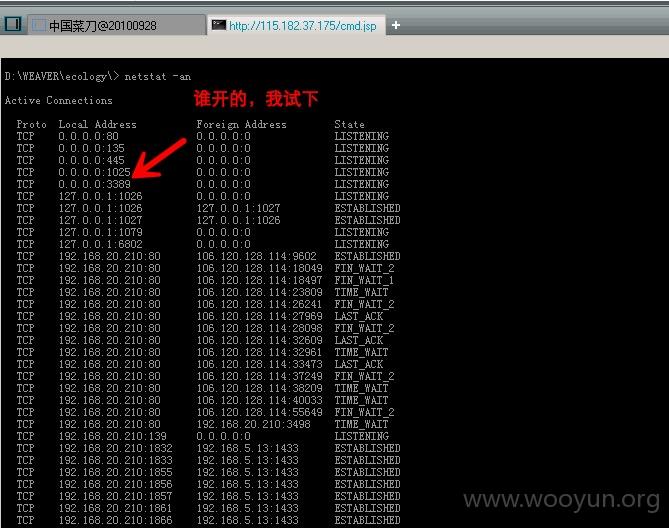 中国菜刀@20100928
http://115.182.37.175/cmd.jsp
D:\WEAVER\ecology\> netstat -an
谁开的，我试下
Active Connections
Proto Local Address Foreign Address State
TCP 0.0.0.0:80 0.0.0.0:0 LISTENING
TCP 0.0.0.0:135 0.0.0.0:0 LISTENING
TCP 0.0.0.0:445 0.0.0.0:0 LISTENING
TCP 0.0.0.0:1025 0.0.0.0:0 LISTENING
TCP 0.0.0.0:3389 0.0.0.0:0 LISTENING
TCP 127.0.0.1:1026 0.0.0.0:0 LISTENING
TCP 127.0.0.1:1026 127.0.0.1:1027 ESTABLISHED
TCP 127.0.0.1:1027 127.0.0.1:1026 ESTABLISHED
TCP 127.0.0.1:1079 0.0.0.0:0 LISTENING
TCP 127.0.0.1:6802 0.0.0.0:0 LISTENING
TCP 192.168.20.210:80 106.120.128.114:9602 ESTABLISHED
TCP 192.168.20.210:80 106.120.128.114:18049 FIN_WAIT_2
TCP 192.168.20.210:80 106.120.128.114:18497 FIN_WAIT_1
TCP 192.168.20.210:80 106.120.128.114:23809 TIME_WAIT
TCP 192.168.20.210:80 106.120.128.114:26241 FIN_WAIT_2
TCP 192.168.20.210:80 106.120.128.114:27969 LAST_ACK
TCP 192.168.20.210:80 106.120.128.114:28098 FIN_WAIT_2
TCP 192.168.20.210:80 106.120.128.114:32609 LAST_ACK
TCP 192.168.20.210:80 106.120.128.114:32961 TIME_WAIT
TCP 192.168.20.210:80 106.120.128.114:33473 LAST_ACK
TCP 192.168.20.210:80 106.120.128.114:37249 FIN_WAIT_2
TCP 192.168.20.210:80 106.120.128.114:38209 TIME_WAIT
TCP 192.168.20.210:80 106.120.128.114:40033 TIME_WAIT
TCP 192.168.20.210:80 106.120.128.114:55649 FIN_WAIT_2
TCP 192.168.20.210:80 192.168.20.210:3498 TIME_WAIT
TCP 192.168.20.210:139 0.0.0.0:0 LISTENING
TCP 192.168.20.210:1832 192.168.5.13:1433 ESTABLISHED
TCP 192.168.20.210:1833 192.168.5.13:1433 ESTABLISHED
TCP 192.168.20.210:1855 192.168.5.13:1433 ESTABLISHED
TCP 192.168.20.210:1856 192.168.5.13:1433 ESTABLISHED
TCP 192.168.20.210:1857 192.168.5.13:1433 ESTABLISHED
TCP 192.168.20.210:1861 192.168.5.13:1433 ESTABLISHED
TCP 192.168.20.210:1866 192.168.5.13:1433 ESTABLISHED
www.wooyun.org